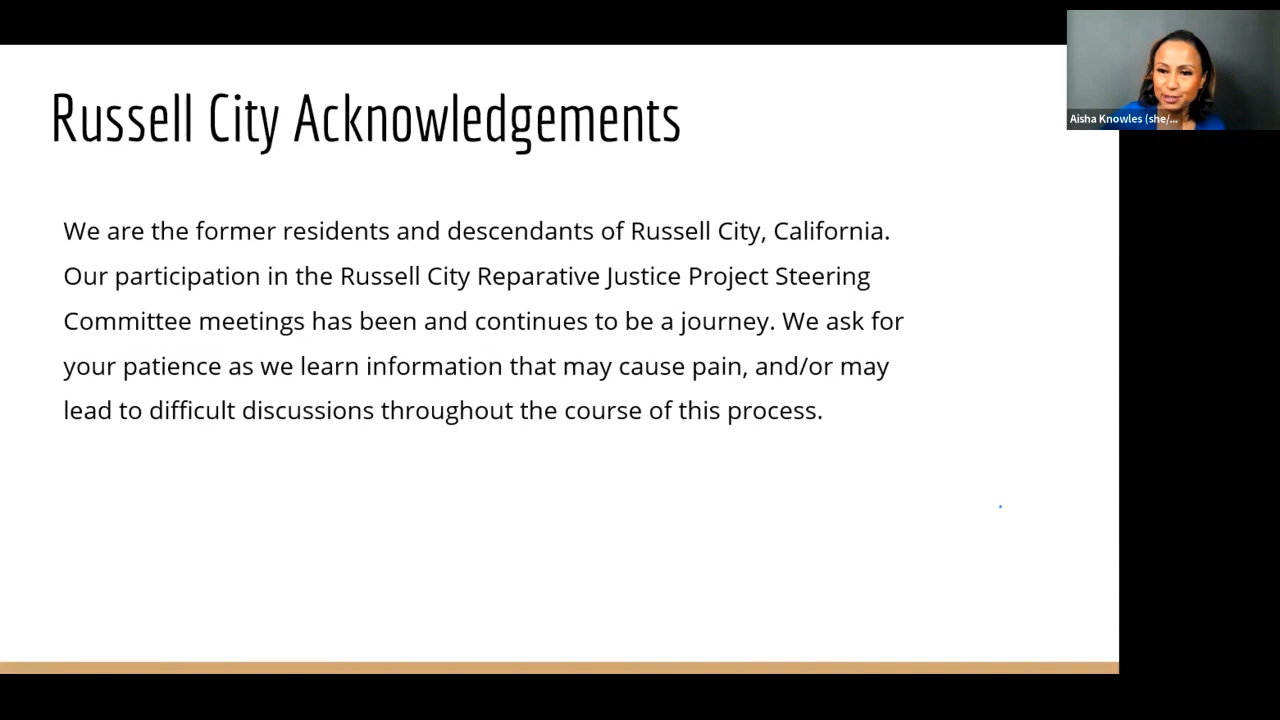 Russell City Acknowledgements
We are the former residents and descendants of Russell City, California.
Our participation in the Russell City Reparative Justice Project Steering
Committee meetings has been and continues to be a journey. We ask for
your patience as we learn information that may cause pain, and/or may
lead to difficult discussions throughout the course of this process.
Aisha Knowles (she/...